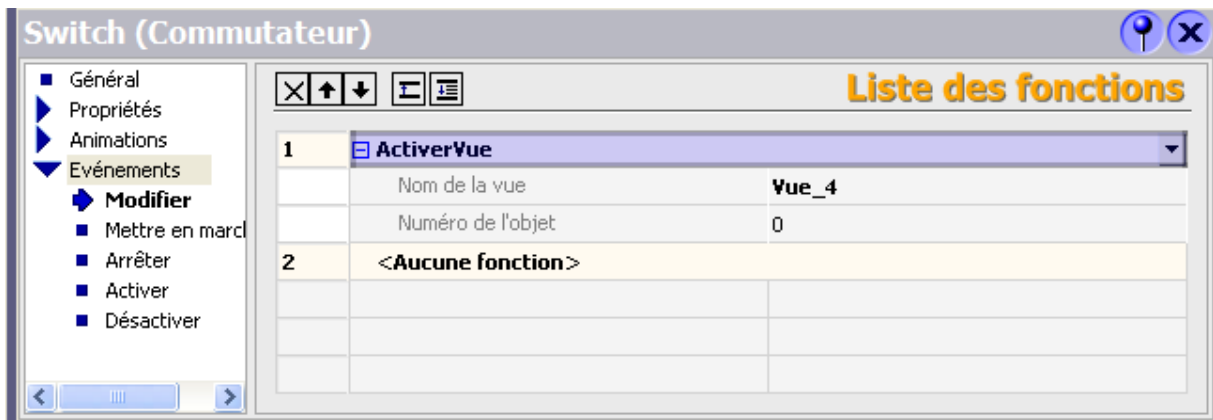 Switch (Commutateur)
Général
Propriétés
Animations
Evénements
Modifier
Mettre en marcl
Arrêter
Activer
Désactiver
Liste des fonctions
1 ActiverVue
Nom de la vue Vue_4
Numéro de l'objet 0
2 <Aucune fonction>